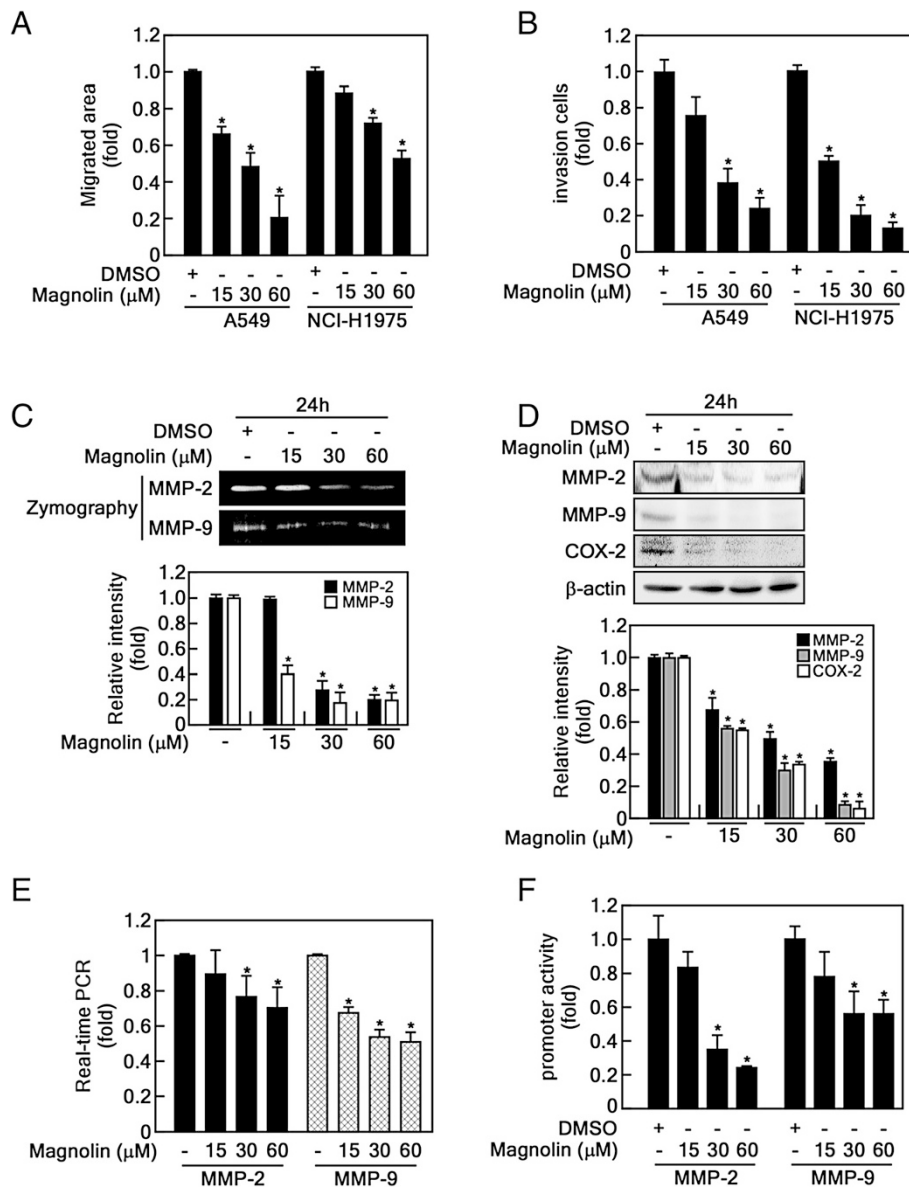 A
Migrated area
(fold)
1.2
1.0
0.8
0.6
0.4
0.2
0
DMSO + - - - + - - -
Magnolin (μM) - 15 30 60 - 15 30 60
A549 NCI-H1975
* * * * *
B
invasion cells
(fold)
1.2
1.0
0.8
0.6
0.4
0.2
0
DMSO + - - - + - - -
Magnolin (μM) - 15 30 60 - 15 30 60
A549 NCI-H1975
* * * * *
C
24h
DMSO + - - -
Magnolin (μM) - 15 30 60
Zymography
MMP-2
MMP-9
Relative intensity
(fold)
1.2
1.0
0.8
0.6
0.4
0.2
0
MMP-2
MMP-9
* * * * *
Magnolin (μM) - 15 30 60
D
24h
DMSO + - - -
Magnolin (μM) - 15 30 60
MMP-2
MMP-9
COX-2
β-actin
Relative intensity
(fold)
1.2
1.0
0.8
0.6
0.4
0.2
0
MMP-2
MMP-9
COX-2
* * * * * * * * *
Magnolin (μM) - 15 30 60
E
Real-time PCR
(fold)
1.2
1
0.8
0.6
0.4
0.2
0
* * * * *
Magnolin (μM) - 15 30 60 - 15 30 60
MMP-2 MMP-9
F
promoter activity
(fold)
1.2
1.0
0.8
0.6
0.4
0.2
0
* * * *
DMSO + - - - + - - -
Magnolin (μM) - 15 30 60 - 15 30 60
MMP-2 MMP-9